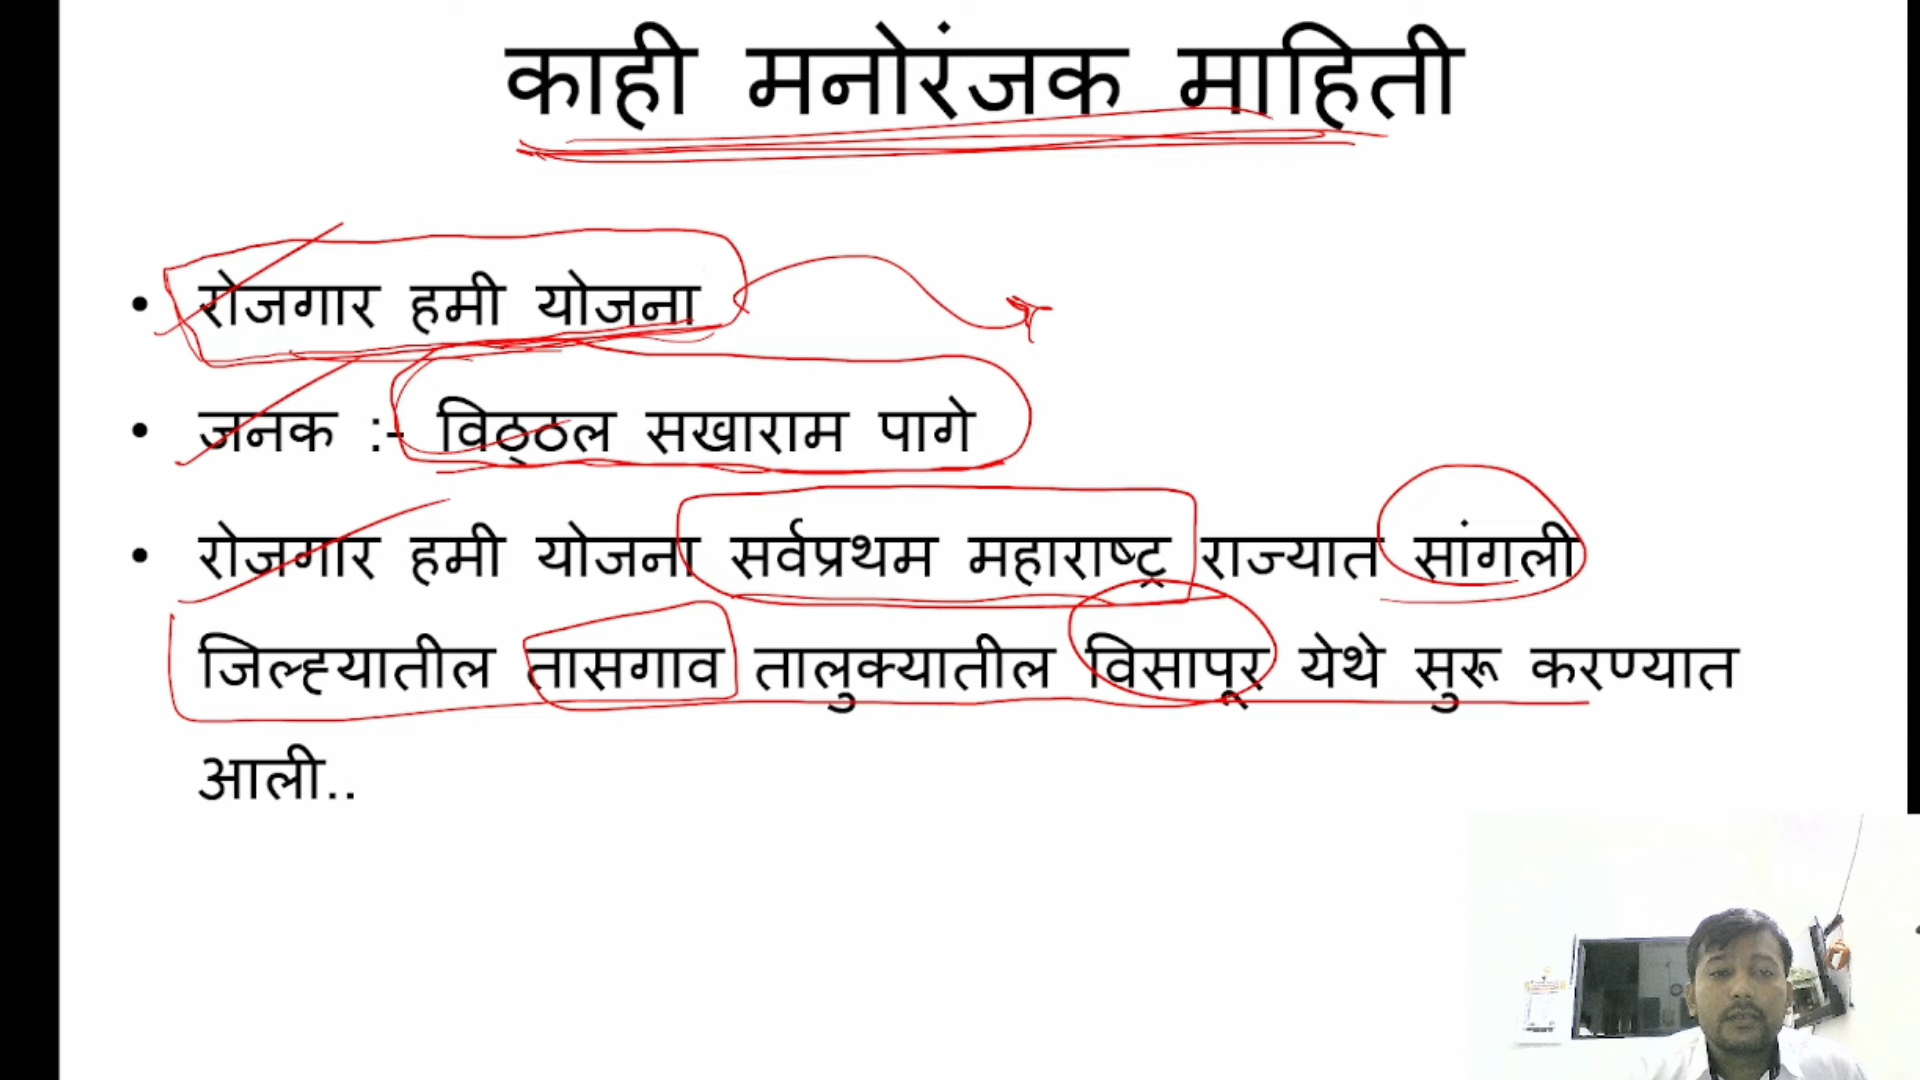 काही मनोरंजक माहिती
• रोजगार हमी योजना
• जनक :- विठ्ठल सखाराम पागे
• रोजगार हमी योजना सर्वप्रथम महाराष्ट्र राज्यात सांगली
जिल्ह्यातील तासगाव तालुक्यातील विसापूर येथे सुरू करण्यात
आली..